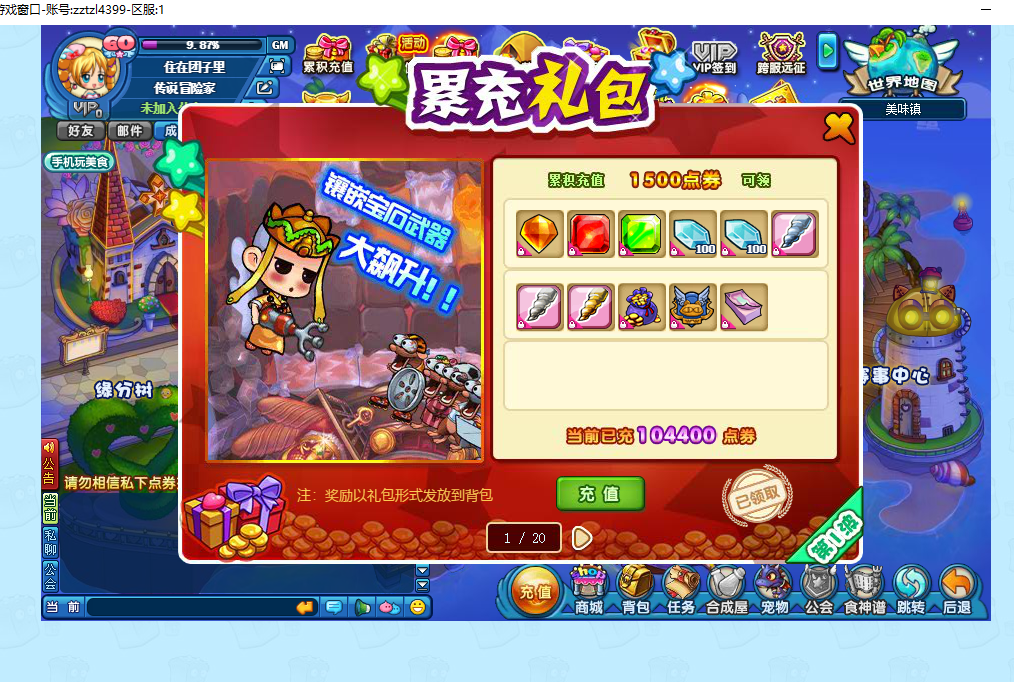 游戏窗口-账号:zztzl4399-区服:1
GO
9.87%
GM
住在团子里
传说冒险家
VIP0
未加入
好友
邮件
成
手机玩美食
累积充值
活动
VIP
VIP签到
跨服远征
世界地图
美味镇
累充礼包
镶嵌宝石武器
大飙升!!
累积充值 1500点券 可领
100
100
当前已充104400 点券
注: 奖励以礼包形式发放到背包
充值
已领取
第1弹
1 / 20
缘分树
赛事中心
公告
请勿相信私下点券
当前
私聊
公会
当 前
充值
商城
背包
任务
合成屋
宠物
公会
食神谱
跳转
后退